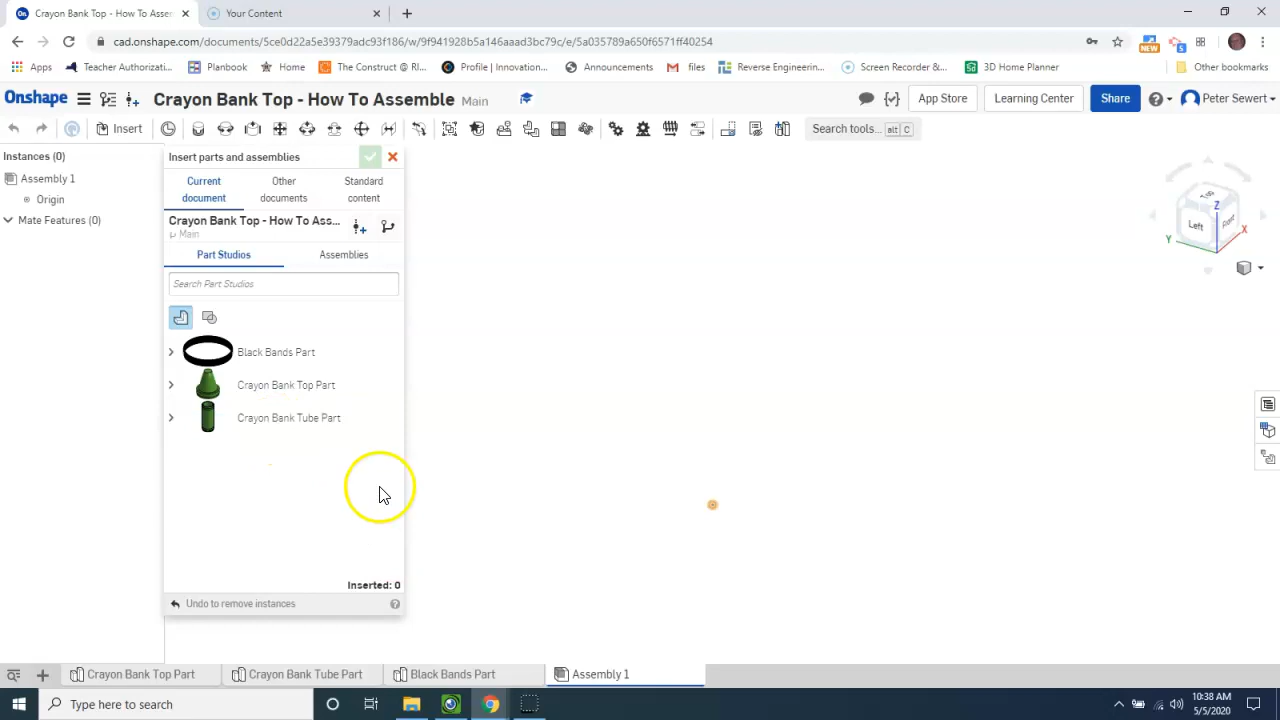 Crayon Bank Top - How To Assem
Your Content
cad.onshape.com/documents/5ce0d22a5e39379adc93f186/w/9f941928b5a146aaad3bc79c/e/5a035789a650f6571ff40254
NEW
5
Apps
Teacher Authorizati...
Planbook
Home
The Construct @ RI...
Profile | Innovation...
Announcements
files
Reverse Engineerin...
Screen Recorder &...
3D Home Planner
Other bookmarks
Onshape
Crayon Bank Top - How To Assemble Main
App Store
Learning Center
Share
Peter Sewert
Insert
Search tools... alt C
Instances (0)
Assembly 1
Origin
Mate Features (0)
Insert parts and assemblies
Current document
Other documents
Standard content
Crayon Bank Top - How To Ass...
Main
Part Studios
Assemblies
Search Part Studios
Black Bands Part
Crayon Bank Top Part
Crayon Bank Tube Part
Inserted: 0
Undo to remove instances
Top
Left
Front
Z
X
Y
Crayon Bank Top Part
Crayon Bank Tube Part
Black Bands Part
Assembly 1
Type here to search
10:38 AM
5/5/2020